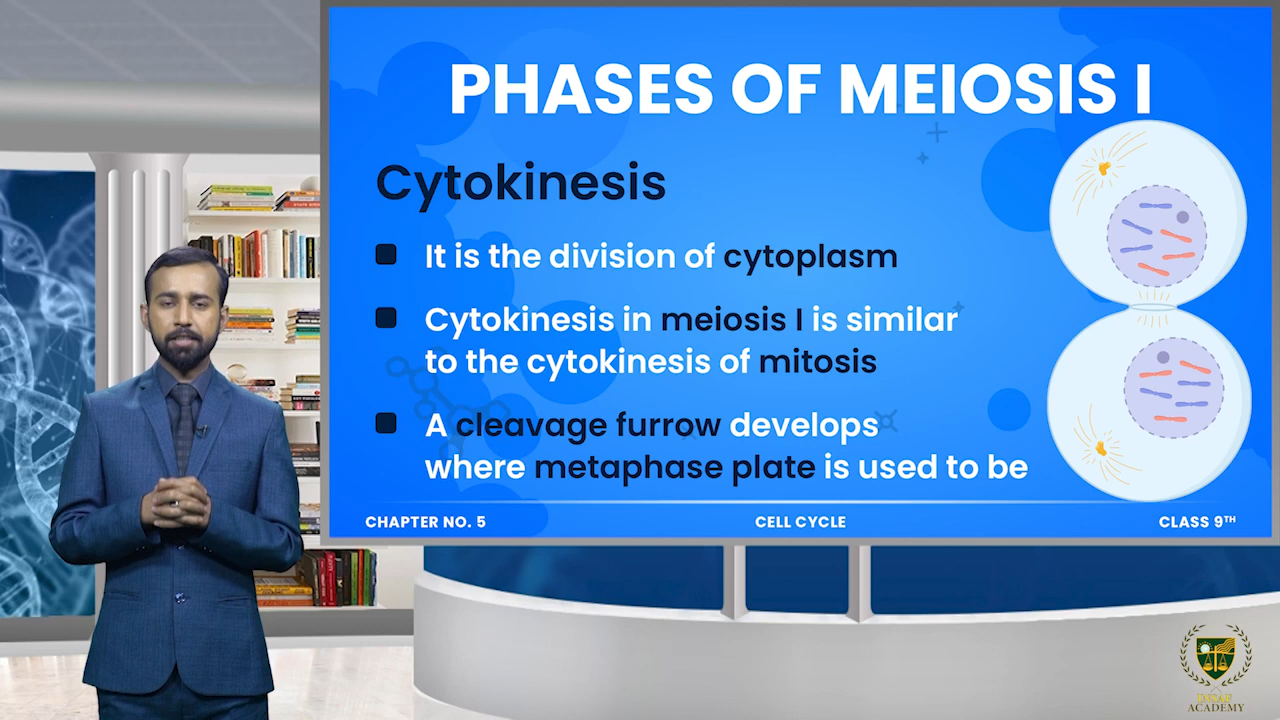 PHASES OF MEIOSIS I
Cytokinesis
It is the division of cytoplasm
Cytokinesis in meiosis I is similar
to the cytokinesis of mitosis
A cleavage furrow develops
where metaphase plate is used to be
CHAPTER NO. 5
CELL CYCLE
CLASS 9TH
ACADEMY